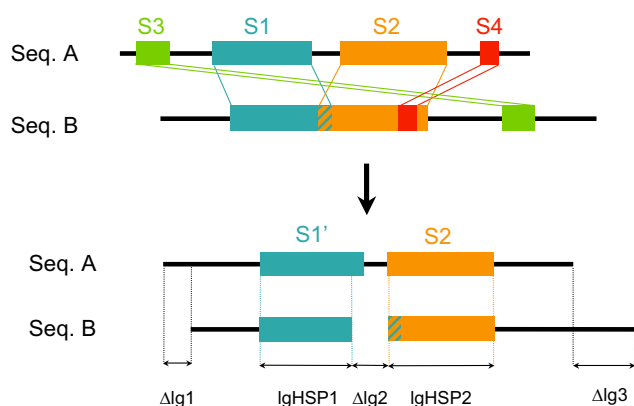 S3 S1 S2 S4
Seq. A
Seq. B
S1’ S2
Seq. A
Seq. B
Δlg1 lgHSP1 Δlg2 lgHSP2 Δlg3